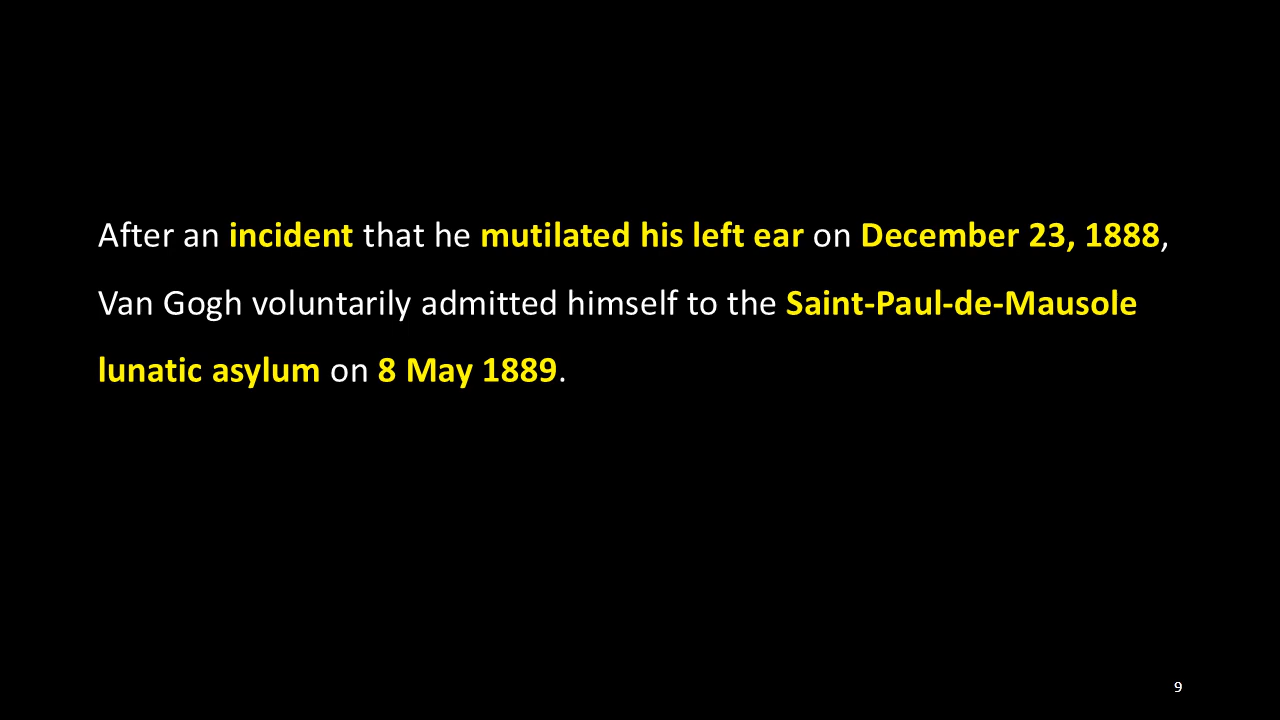 After an incident that he mutilated his left ear on December 23, 1888,
Van Gogh voluntarily admitted himself to the Saint-Paul-de-Mausole
lunatic asylum on 8 May 1889.
9